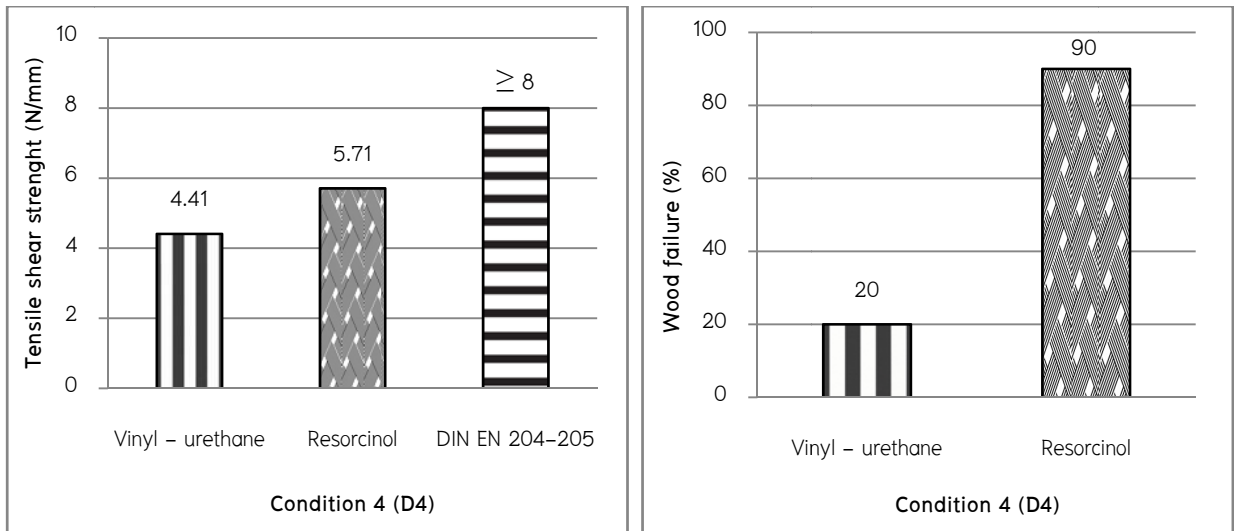 Tensile shear strenght (N/mm)
10
8
6
4
2
0
4.41
5.71
≥ 8
Vinyl – urethane Resorcinol DIN EN 204–205
Condition 4 (D4)
Wood failure (%)
100
80
60
40
20
0
20
90
Vinyl – urethane Resorcinol
Condition 4 (D4)